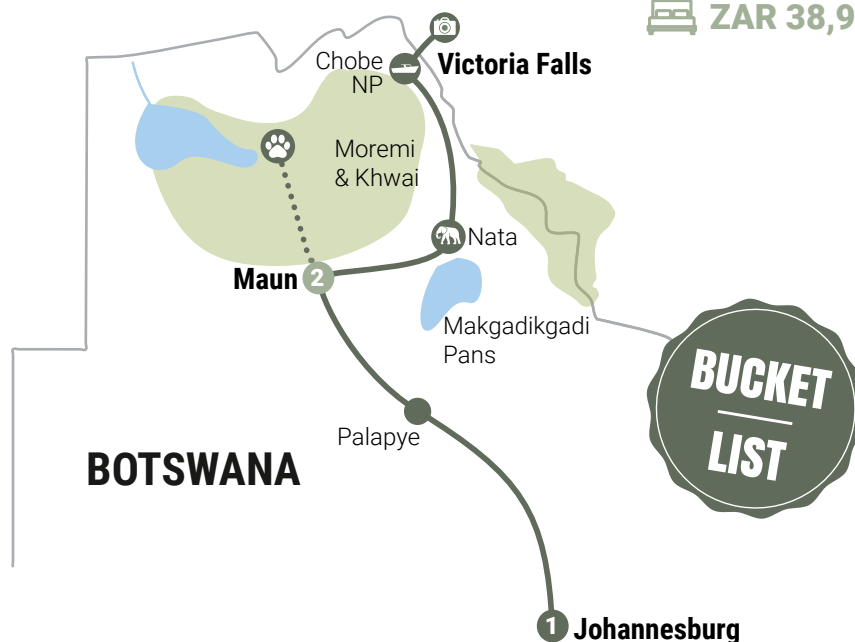 ZAR 38,9
Chobe
NP
Victoria Falls
Moremi
& Khwai
Nata
Maun 2
Makgadikgadi
Pans
BUCKET
LIST
Palapye
BOTSWANA
1 Johannesburg